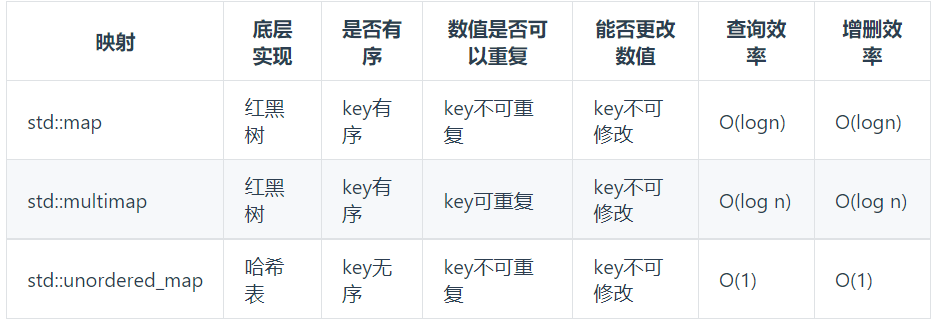 映射
底层
实现
是否有
序
数值是否可
以重复
能否更改
数值
查询效
率
增删效
率
std::map
红黑
树
key有
序
key不可重
复
key不可
修改
O(logn)
O(logn)
std::multimap
红黑
树
key有
序
key可重复
key不可
修改
O(log n)
O(log n)
std::unordered_map
哈希
表
key无
序
key不可重
复
key不可
修改
O(1)
O(1)